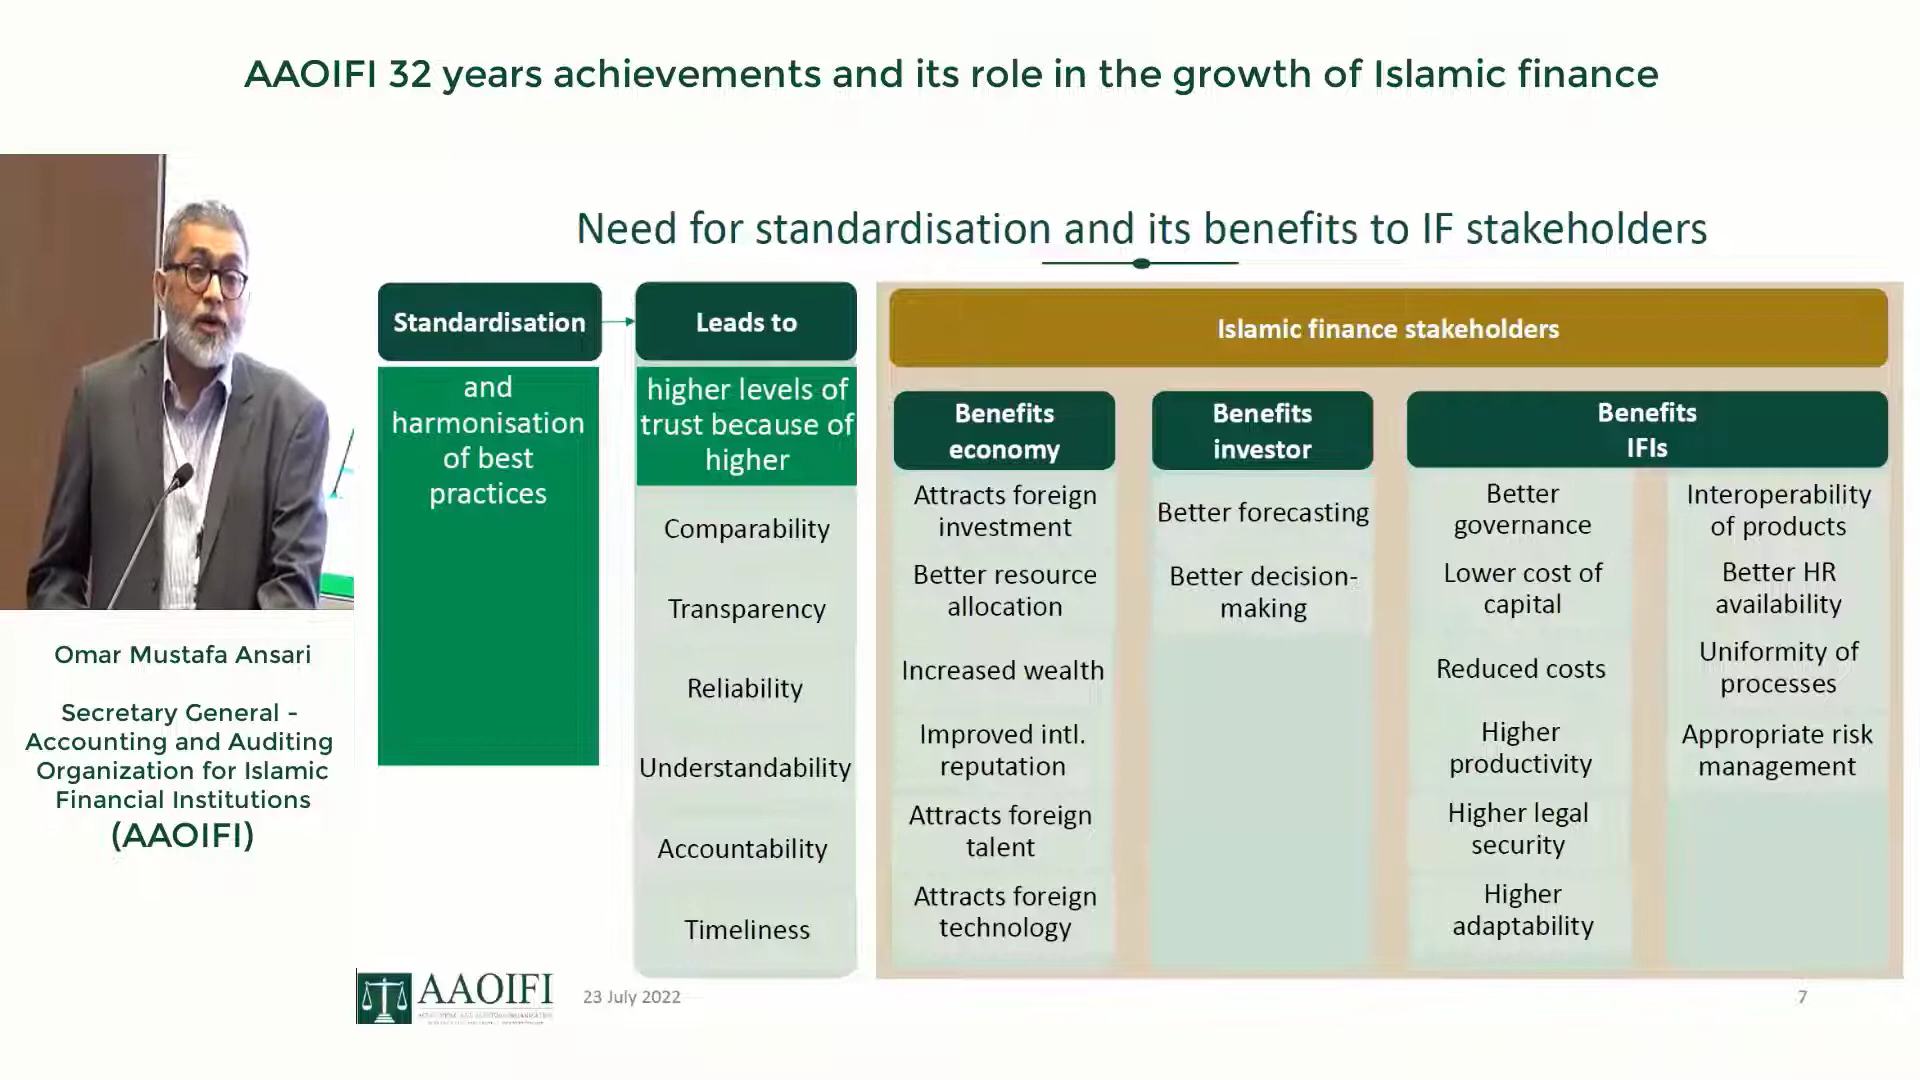 AAOIFI 32 years achievements and its role in the growth of Islamic finance
Need for standardisation and its benefits to IF stakeholders
Standardisation
and
harmonisation
of best
practices
Leads to
higher levels of
trust because of
higher
Comparability
Transparency
Reliability
Understandability
Accountability
Timeliness
Islamic finance stakeholders
Benefits
economy
Attracts foreign
investment
Better resource
allocation
Increased wealth
Improved intl.
reputation
Attracts foreign
talent
Attracts foreign
technology
Benefits
investor
Better forecasting
Better decision-
making
Benefits
IFIs
Better
governance
Lower cost of
capital
Reduced costs
Higher
productivity
Higher legal
security
Higher
adaptability
Interoperability
of products
Better HR
availability
Uniformity of
processes
Appropriate risk
management
Omar Mustafa Ansari
Secretary General -
Accounting and Auditing
Organization for Islamic
Financial Institutions
(AAOIFI)
AAOIFI
23 July 2022
7